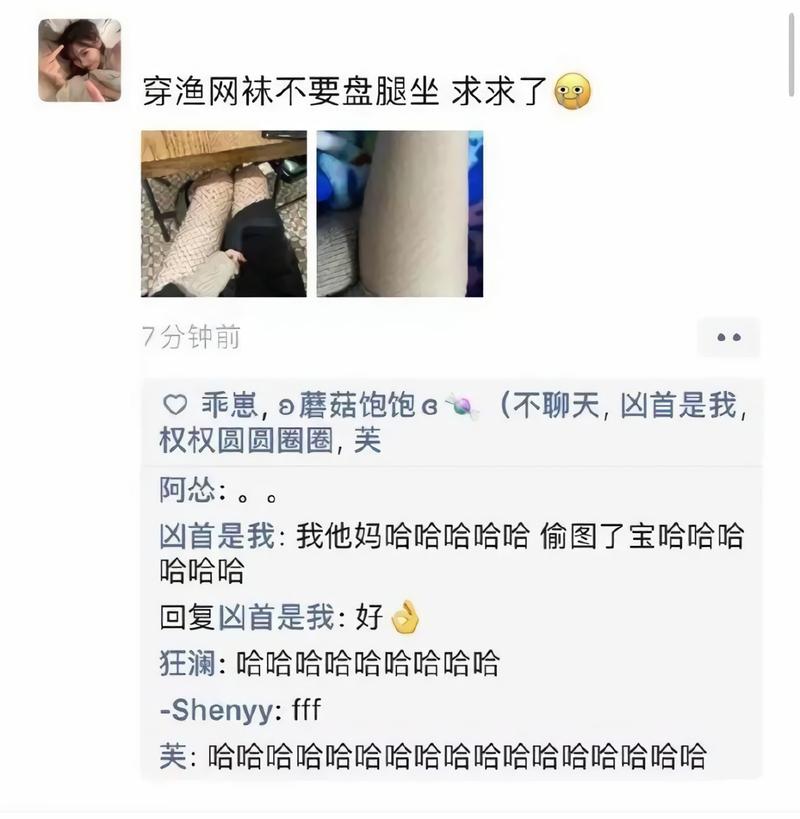 穿渔网袜不要盘腿坐 求求了🥹
7分钟前
♡ 乖崽, ʚ蘑菇饱饱ɞ🍬 (不聊天, 凶首是我,
权权圆圆圈圈, 芙
阿怂: 。。
凶首是我: 我他妈哈哈哈哈哈 偷图了宝哈哈哈
哈哈哈
回复凶首是我: 好👌
狂澜: 哈哈哈哈哈哈哈哈哈
-Shenyy: fff
芙: 哈哈哈哈哈哈哈哈哈哈哈哈哈哈哈哈哈